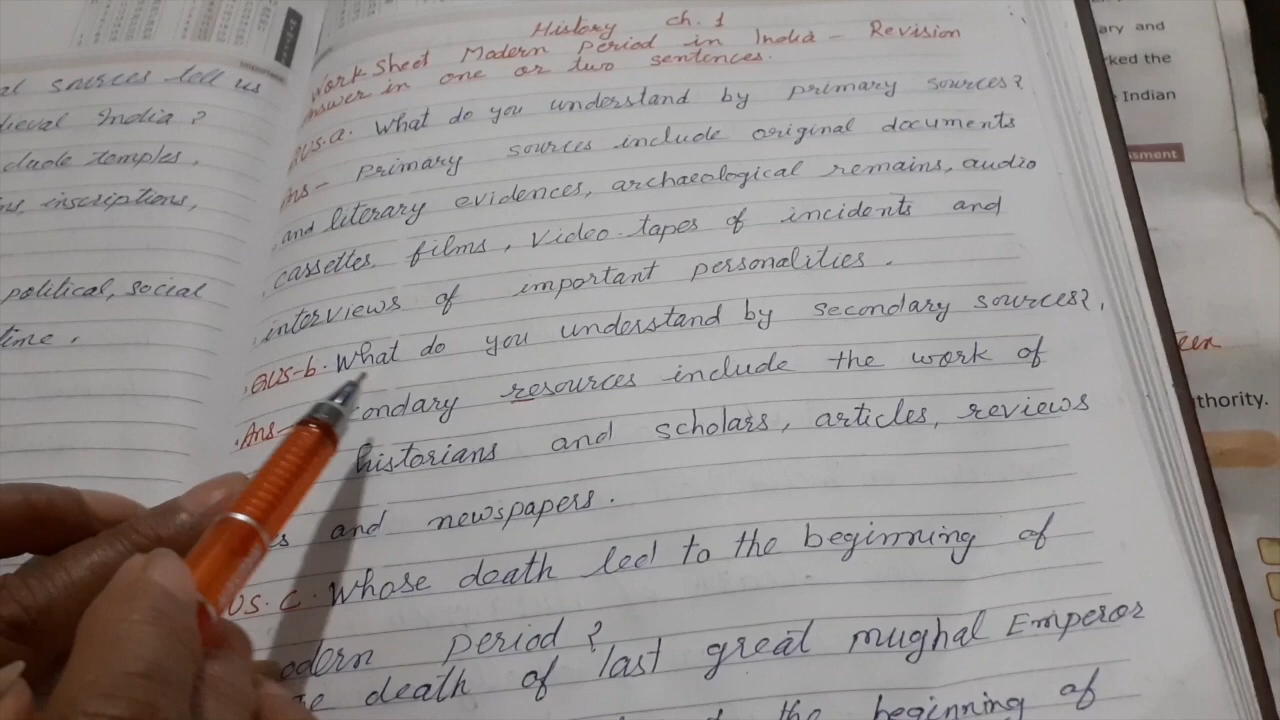 al sources tell us
dieval India?
clude temples,
ns, inscriptions,
political, social
time.
History ch. 1
Work Sheet Modern Period in India - Revision
Answer in one or two sentences.
Qus.a. What do you understand by primary sources?
Ans - Primary sources include original documents
and literary evidences, archaeological remains, audio
cassettes, films, video tapes of incidents and
interviews of important personalities.
Qus-b. What do you understand by secondary sources?
Ans- condary resources include the work of
historians and scholars, articles, reviews
es and newspapers.
us. c. Whose death led to the beginning of
odern period?
death of last great mughal Emperor
the beginning of
ary and
ked the
Indian
sment
een
thority.